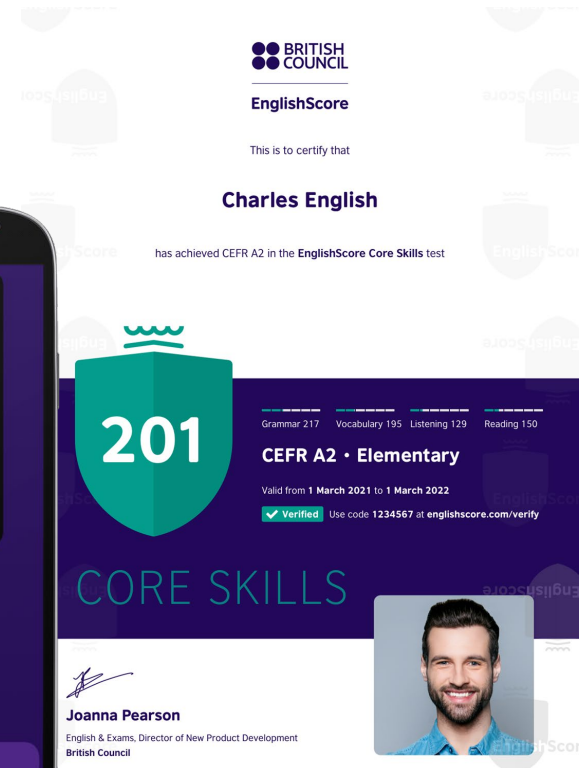 BRITISH
COUNCIL
EnglishScore
This is to certify that
Charles English
has achieved CEFR A2 in the EnglishScore Core Skills test
201
Grammar 217 Vocabulary 195 Listening 129 Reading 150
CEFR A2 • Elementary
Valid from 1 March 2021 to 1 March 2022
Verified Use code 1234567 at englishscore.com/verify
CORE SKILLS
Joanna Pearson
English & Exams, Director of New Product Development
British Council